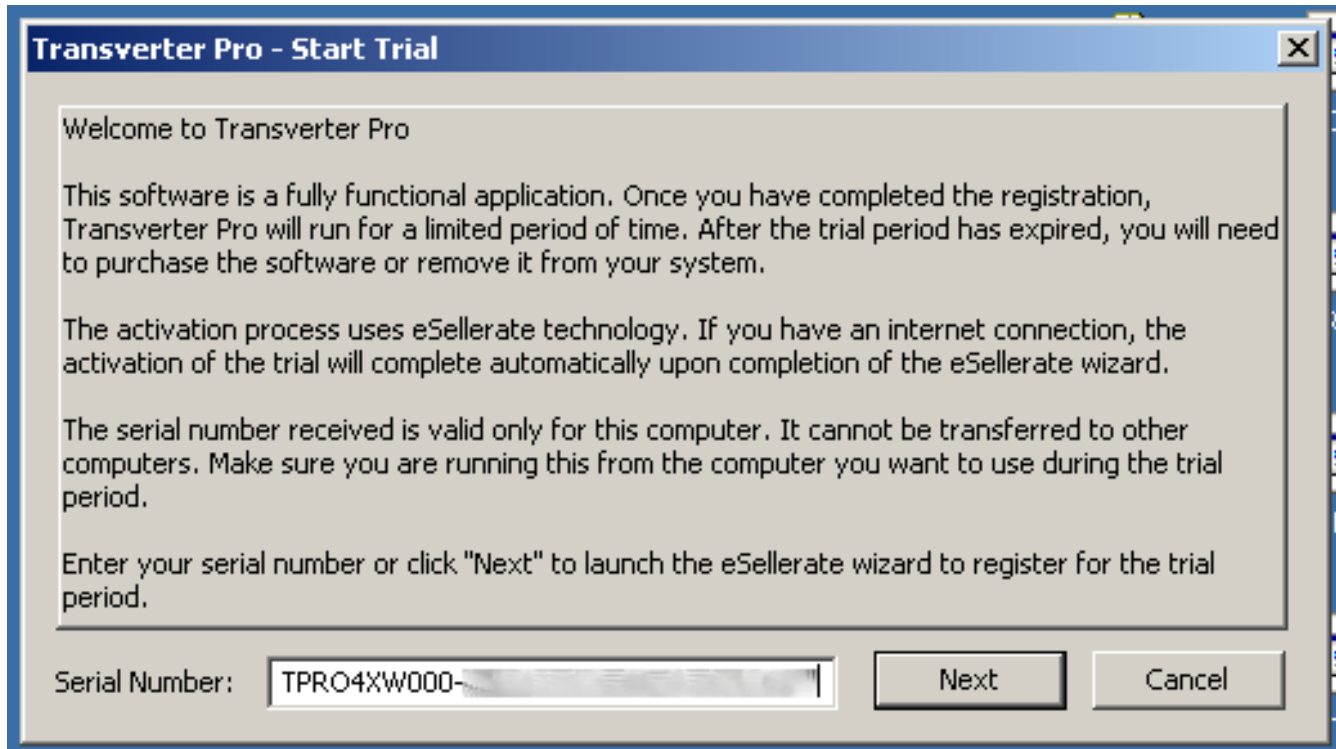 Transverter Pro - Start Trial
Welcome to Transverter Pro
This software is a fully functional application. Once you have completed the registration,
Transverter Pro will run for a limited period of time. After the trial period has expired, you will need
to purchase the software or remove it from your system.
The activation process uses eSellerate technology. If you have an internet connection, the
activation of the trial will complete automatically upon completion of the eSellerate wizard.
The serial number received is valid only for this computer. It cannot be transferred to other
computers. Make sure you are running this from the computer you want to use during the trial
period.
Enter your serial number or click "Next" to launch the eSellerate wizard to register for the trial
period.
Serial Number: TPRO4XW000- Next Cancel